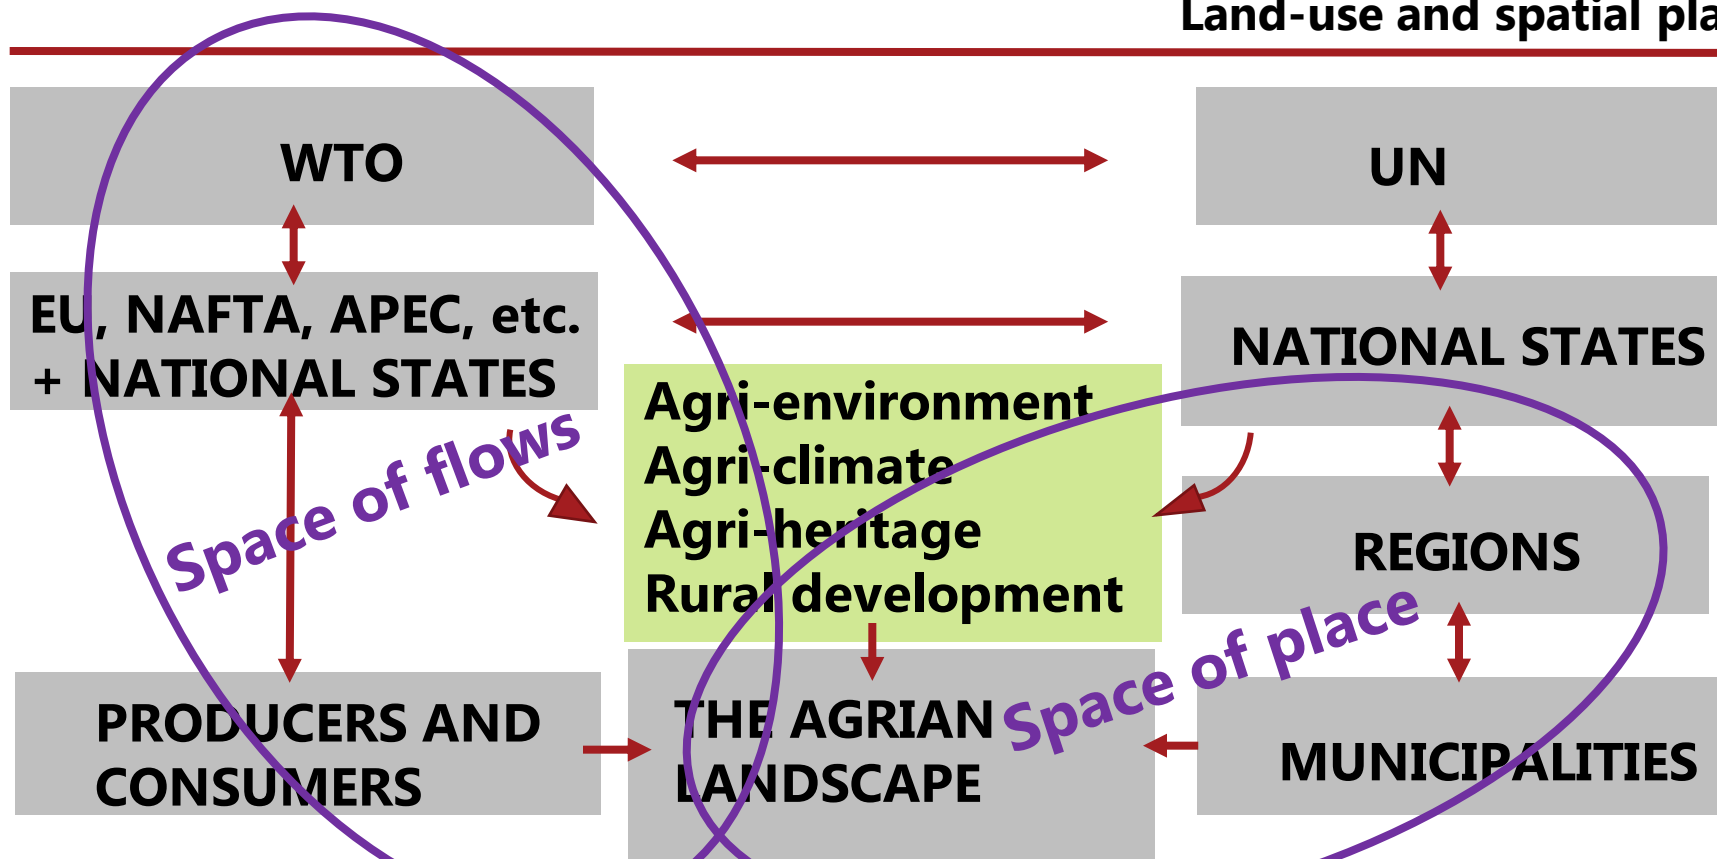 Land-use and spatial
WTO
UN
EU, NAFTA, APEC, etc.
+ NATIONAL STATES
NATIONAL STATES
Agri-environment
Agri-climate
Agri-heritage
Rural development
Space of flows
REGIONS
Space of place
PRODUCERS AND
CONSUMERS
THE AGRIAN
LANDSCAPE
MUNICIPALITIES